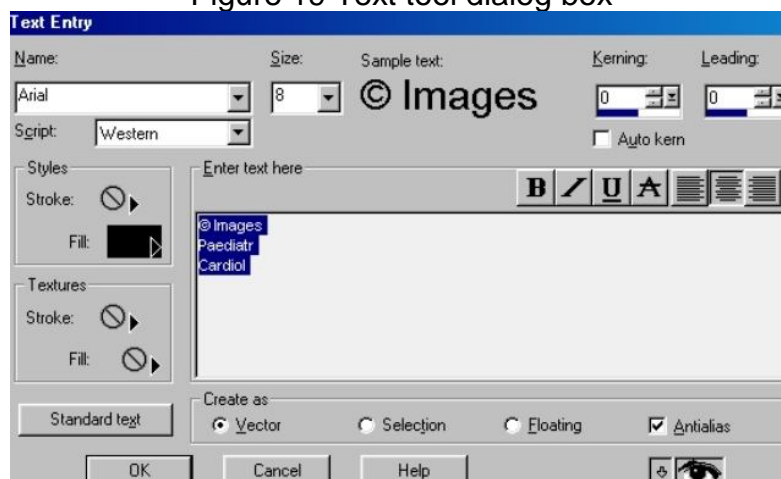 Figure 10 Text tool dialog box
Text Entry
Name: Size: Sample text: Kerning: Leading:
Arial 8 © Images 0 0
Script: Western Auto kern
Styles Enter text here
Stroke: B I U A
Fill: © Images
Paediatr
Cardiol
Textures
Stroke:
Fill:
Create as
Standard text Vector Selection Floating Antialias
OK Cancel Help